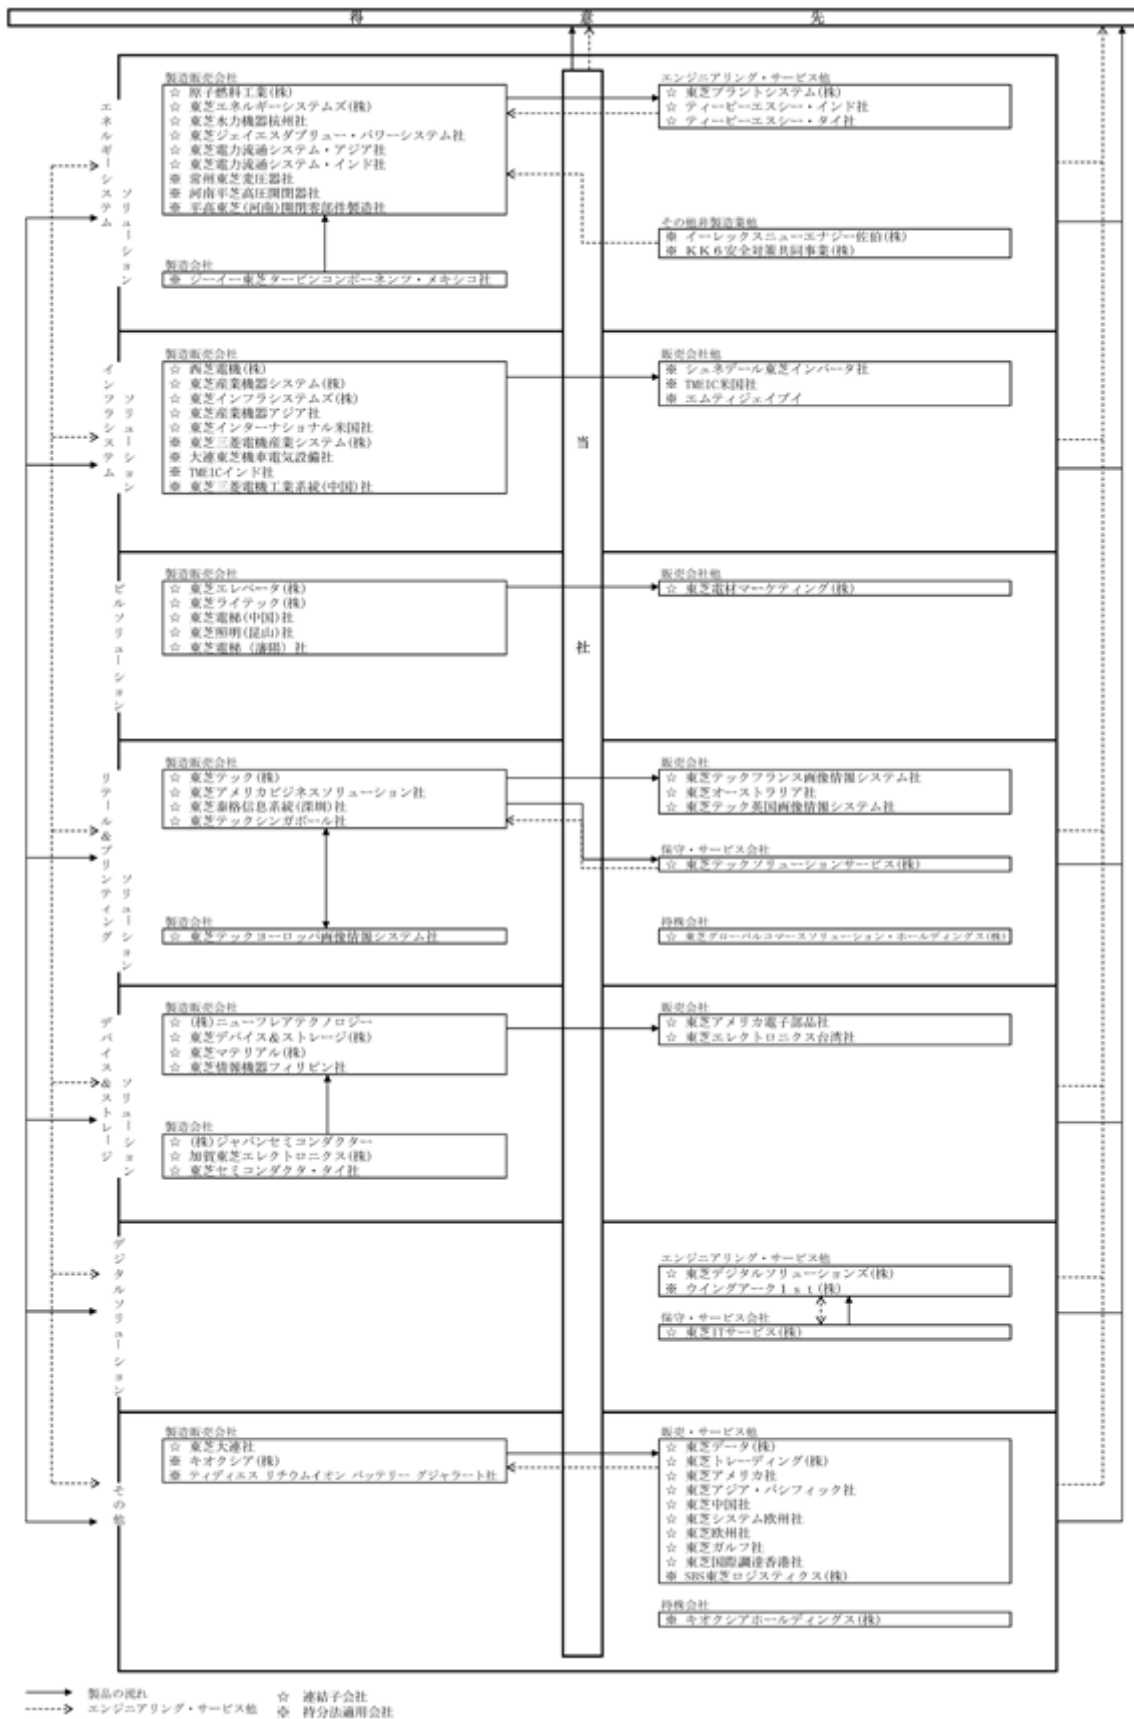 得意先
エネルギーシステム
ソリューション
製造販売会社
☆ 原子燃料工業(株)
☆ 東芝エネルギーシステムズ(株)
☆ 東芝水力機器杭州社
☆ 東芝ジェイエスダブリュー・パワーシステム社
☆ 東芝電力流通システム・アジア社
☆ 東芝電力流通システム・インド社
※ 常州東芝変圧器社
※ 河南平芝高圧開閉器社
※ 平高東芝(河南)開閉零部件製造社
製造会社
※ ジーイー東芝タービンコンポーネンツ・メキシコ社
エンジニアリング・サービス他
☆ 東芝プラントシステム(株)
☆ ティーピーエスシー・インド社
☆ ティーピーエスシー・タイ社
その他非製造業他
※ イーレックスニューエナジー佐伯(株)
※ KK6安全対策共同事業(株)
インフラシステム
ソリューション
製造販売会社
☆ 西芝電機(株)
☆ 東芝産業機器システム(株)
☆ 東芝インフラシステムズ(株)
☆ 東芝産業機器アジア社
☆ 東芝インターナショナル米国社
※ 東芝三菱電機産業システム(株)
※ 大連東芝機車電気設備社
※ TMEICインド社
※ 東芝三菱電機工業系統(中国)社
販売会社他
※ シュネデール東芝インバータ社
※ TMEIC米国社
※ エムティジェイブイ
当社
ビルソリューション
製造販売会社
☆ 東芝エレベータ(株)
☆ 東芝ライテック(株)
☆ 東芝電梯(中国)社
☆ 東芝照明(昆山)社
☆ 東芝電梯（瀋陽）社
販売会社他
☆ 東芝電材マーケティング(株)
リテール&プリンティング
ソリューション
製造販売会社
☆ 東芝テック(株)
☆ 東芝アメリカビジネスソリューション社
☆ 東芝泰格信息系統(深圳)社
☆ 東芝テックシンガポール社
製造会社
☆ 東芝テックヨーロッパ画像情報システム社
販売会社
☆ 東芝テックフランス画像情報システム社
☆ 東芝オーストラリア社
☆ 東芝テック英国画像情報システム社
保守・サービス会社
☆ 東芝テックソリューションサービス(株)
持株会社
☆ 東芝グローバルコマースソリューション・ホールディングス(株)
デバイス&ストレージ
ソリューション
製造販売会社
☆ (株)ニューフレアテクノロジー
☆ 東芝デバイス&ストレージ(株)
☆ 東芝マテリアル(株)
☆ 東芝情報機器フィリピン社
製造会社
☆ (株)ジャパンセミコンダクター
☆ 加賀東芝エレクトロニクス(株)
☆ 東芝セミコンダクタ・タイ社
販売会社
☆ 東芝アメリカ電子部品社
☆ 東芝エレクトロニクス台湾社
デジタルソリューション
エンジニアリング・サービス他
☆ 東芝デジタルソリューションズ(株)
※ ウイングアーク1st(株)
保守・サービス会社
☆ 東芝ITサービス(株)
その他
製造販売会社
☆ 東芝大連社
※ キオクシア(株)
※ ティディエス リチウムイオン バッテリー グジャラート社
販売・サービス他
☆ 東芝データ(株)
☆ 東芝トレーディング(株)
☆ 東芝アメリカ社
☆ 東芝アジア・パシフィック社
☆ 東芝中国社
☆ 東芝システム欧州社
☆ 東芝欧州社
☆ 東芝ガルフ社
☆ 東芝国際調達香港社
※ SBS東芝ロジスティクス(株)
持株会社
※ キオクシアホールディングス(株)
製品の流れ
エンジニアリング・サービス他
☆ 連結子会社
※ 持分法適用会社